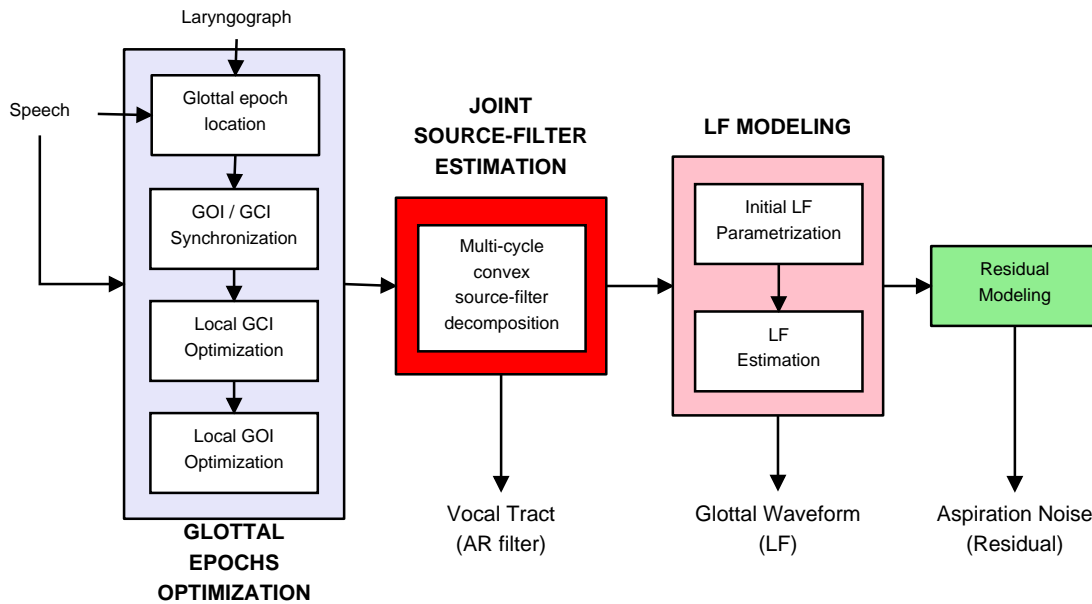 Laryngograph
Speech
Glottal epoch
location
GOI / GCI
Synchronization
Local GCI
Optimization
Local GOI
Optimization
GLOTTAL
EPOCHS
OPTIMIZATION
JOINT
SOURCE-FILTER
ESTIMATION
Multi-cycle
convex
source-filter
decomposition
Vocal Tract
(AR filter)
LF MODELING
Initial LF
Parametrization
LF
Estimation
Glottal Waveform
(LF)
Residual
Modeling
Aspiration Noise
(Residual)